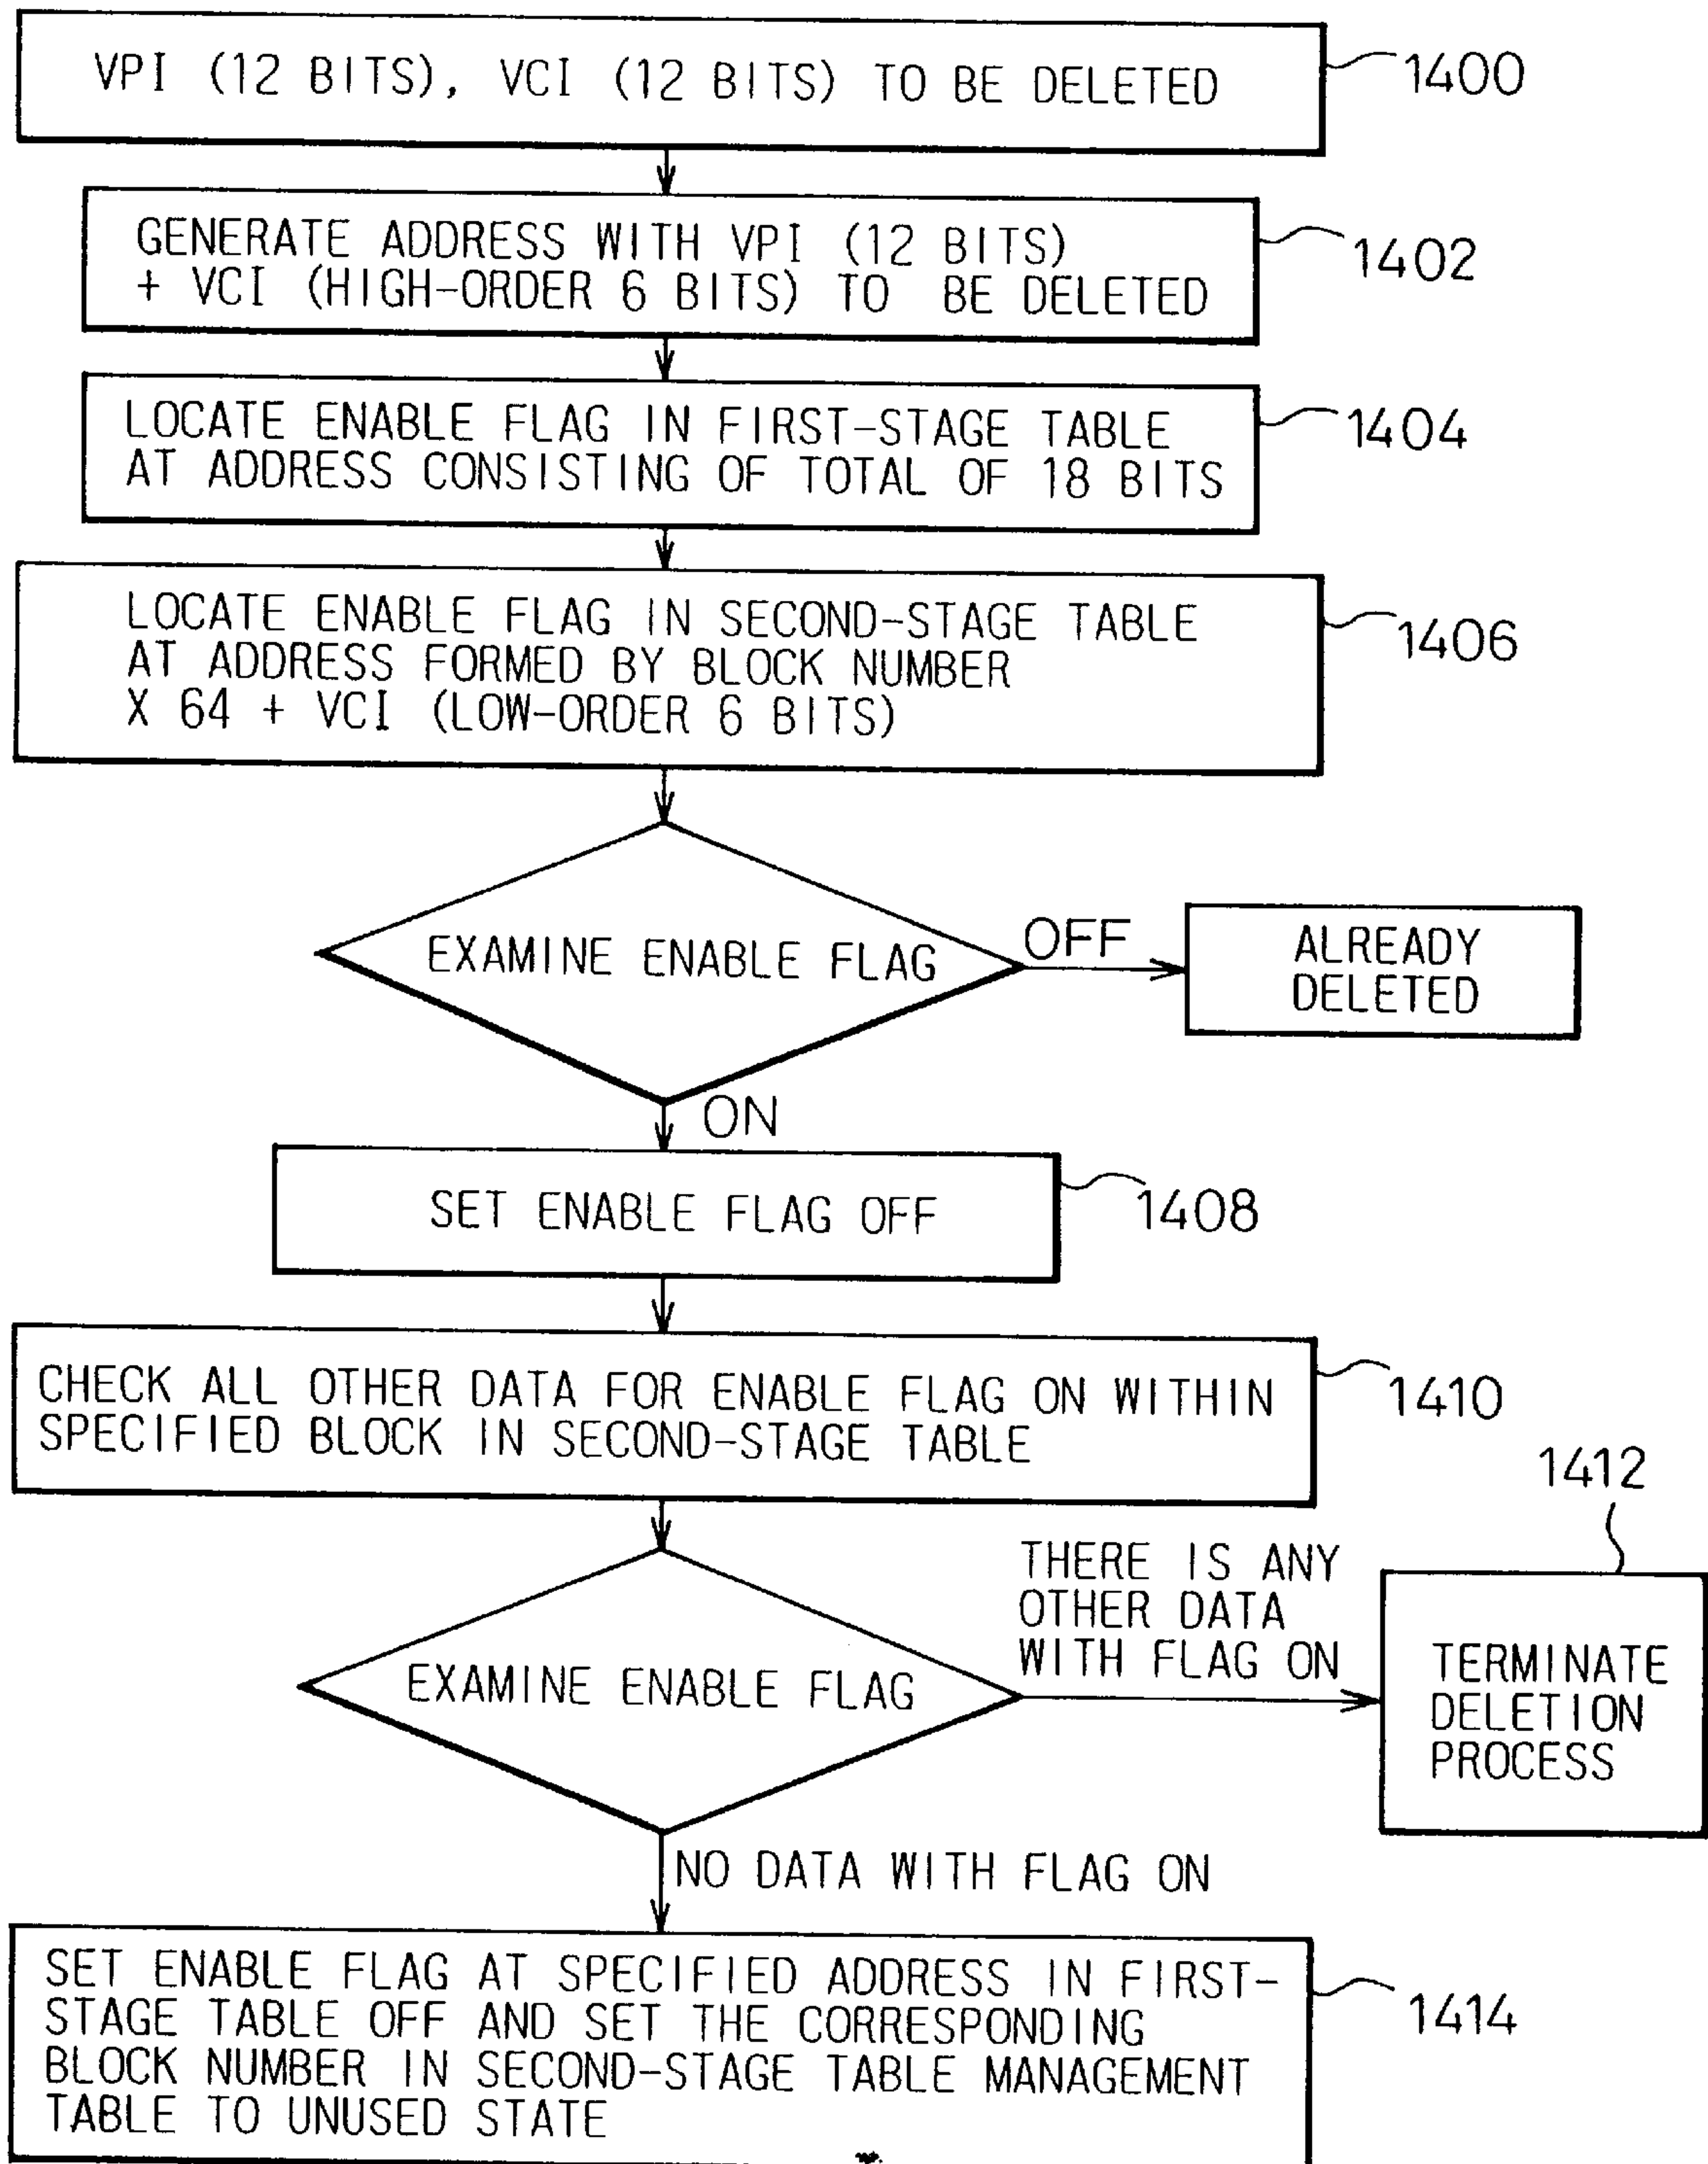 VPI (12 BITS), VCI (12 BITS) TO BE DELETED
1400
GENERATE ADDRESS WITH VPI (12 BITS)
+ VCI (HIGH-ORDER 6 BITS) TO BE DELETED
1402
LOCATE ENABLE FLAG IN FIRST-STAGE TABLE
AT ADDRESS CONSISTING OF TOTAL OF 18 BITS
1404
LOCATE ENABLE FLAG IN SECOND-STAGE TABLE
AT ADDRESS FORMED BY BLOCK NUMBER
X 64 + VCI (LOW-ORDER 6 BITS)
1406
EXAMINE ENABLE FLAG
OFF
ALREADY
DELETED
ON
SET ENABLE FLAG OFF
1408
CHECK ALL OTHER DATA FOR ENABLE FLAG ON WITHIN
SPECIFIED BLOCK IN SECOND-STAGE TABLE
1410
1412
EXAMINE ENABLE FLAG
THERE IS ANY
OTHER DATA
WITH FLAG ON
TERMINATE
DELETION
PROCESS
NO DATA WITH FLAG ON
SET ENABLE FLAG AT SPECIFIED ADDRESS IN FIRST-
STAGE TABLE OFF AND SET THE CORRESPONDING
BLOCK NUMBER IN SECOND-STAGE TABLE MANAGEMENT
TABLE TO UNUSED STATE
1414